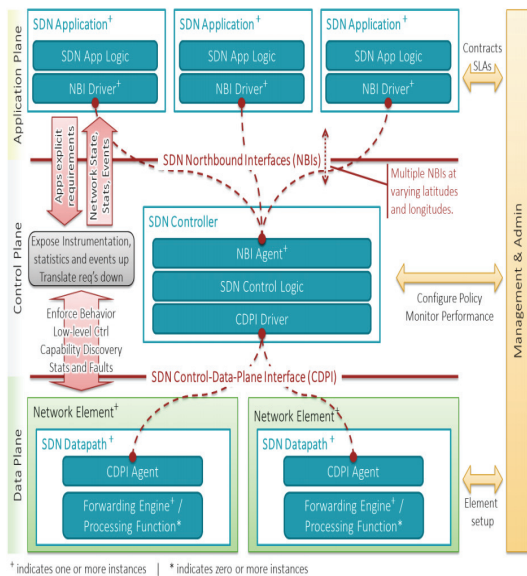 Application Plane
SDN Application+
SDN App Logic
NBI Driver+
SDN Application+
SDN App Logic
NBI Driver+
SDN Application+
SDN App Logic
NBI Driver+
Contracts
SLAs
Apps explicit
requirements
Network State,
Stats, Events
SDN Northbound Interfaces (NBIs)
Multiple NBIs at
varying latitudes
and longitudes.
Control Plane
Expose Instrumentation,
statistics and events up
Translate req's down
SDN Controller
NBI Agent+
SDN Control Logic
CDPI Driver
Configure Policy
Monitor Performance
Management & Admin
Enforce Behavior
Low-level Ctrl
Capability Discovery
Stats and Faults
SDN Control-Data-Plane Interface (CDPI)
Data Plane
Network Element+
SDN Datapath +
CDPI Agent
Forwarding Engine+ /
Processing Function*
Network Element+
SDN Datapath +
CDPI Agent
Forwarding Engine+ /
Processing Function*
Element
setup
+ indicates one or more instances | * indicates zero or more instances